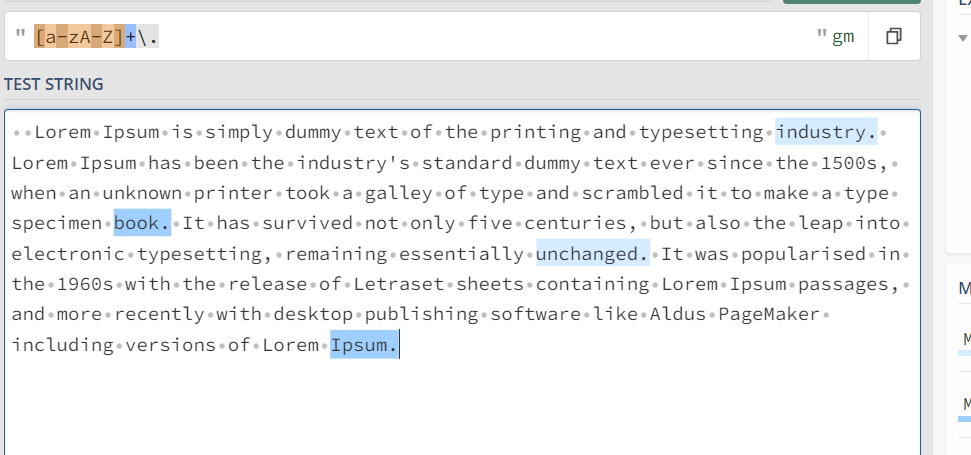 " [a-zA-Z]+\. " gm
TEST STRING
Lorem Ipsum is simply dummy text of the printing and typesetting industry.
Lorem Ipsum has been the industry's standard dummy text ever since the 1500s,
when an unknown printer took a galley of type and scrambled it to make a type
specimen book. It has survived not only five centuries, but also the leap into
electronic typesetting, remaining essentially unchanged. It was popularised in
the 1960s with the release of Letraset sheets containing Lorem Ipsum passages,
and more recently with desktop publishing software like Aldus PageMaker
including versions of Lorem Ipsum.